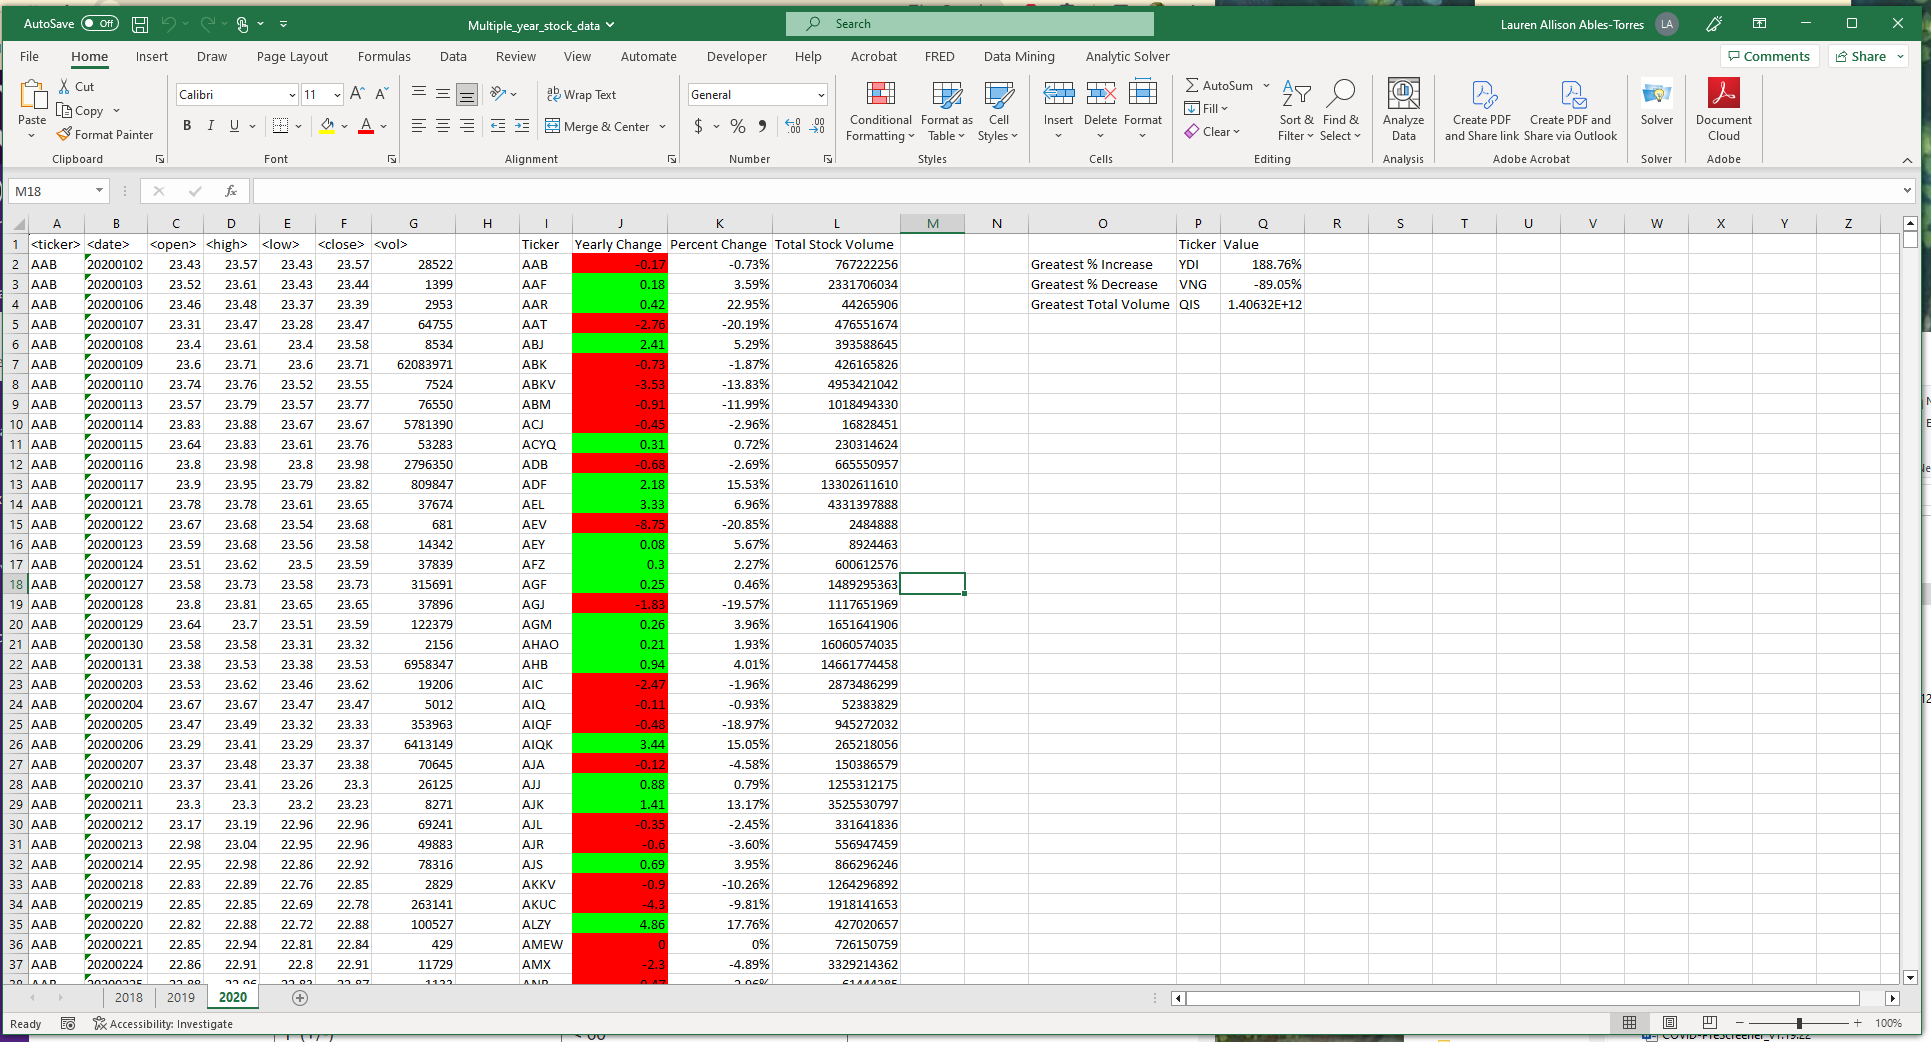 AutoSave Off Multiple_year_stock_data Search Lauren Allison Ables-Torres LA
File Home Insert Draw Page Layout Formulas Data Review View Automate Developer Help Acrobat FRED Data Mining Analytic Solver Comments Share
Paste Cut Copy Format Painter Clipboard
Calibri 11 A A B I U A Font
ab Wrap Text Merge & Center Alignment
General $ % 9 Number
Conditional Formatting Format as Table Cell Styles Styles
Insert Delete Format Cells
AutoSum Fill Clear Sort & Filter Find & Select Editing
Analyze Data Analysis
Create PDF and Share link Create PDF and Share via Outlook Adobe Acrobat
Solver Solver
Document Cloud Adobe
M18 fx
A B C D E F G H I J K L M N O P Q R S T U V W X Y Z
1 <ticker> <date> <open> <high> <low> <close> <vol> Ticker Yearly Change Percent Change Total Stock Volume Ticker Value
2 AAB 20200102 23.43 23.57 23.43 23.57 28522 AAB -0.17 -0.73% 767222256 Greatest % Increase YDI 188.76%
3 AAB 20200103 23.52 23.61 23.43 23.44 1399 AAF 0.18 3.59% 2331706034 Greatest % Decrease VNG -89.05%
4 AAB 20200106 23.46 23.48 23.37 23.39 2953 AAR 0.42 22.95% 44265906 Greatest Total Volume QIS 1.40632E+12
5 AAB 20200107 23.31 23.47 23.28 23.47 64755 AAT -2.76 -20.19% 476551674
6 AAB 20200108 23.4 23.61 23.4 23.58 8534 ABJ 2.41 5.29% 393588645
7 AAB 20200109 23.6 23.71 23.6 23.71 62083971 ABK -0.73 -1.87% 426165826
8 AAB 20200110 23.74 23.76 23.52 23.55 7524 ABKV -3.53 -13.83% 4953421042
9 AAB 20200113 23.57 23.79 23.57 23.77 76550 ABM -0.91 -11.99% 1018494330
10 AAB 20200114 23.83 23.88 23.67 23.67 5781390 ACJ -0.45 -2.96% 16828451
11 AAB 20200115 23.64 23.83 23.61 23.76 53283 ACYQ 0.31 0.72% 230314624
12 AAB 20200116 23.8 23.98 23.8 23.98 2796350 ADB -0.68 -2.69% 665550957
13 AAB 20200117 23.9 23.95 23.79 23.82 809847 ADF 2.18 15.53% 13302611610
14 AAB 20200121 23.78 23.78 23.61 23.65 37674 AEL 3.33 6.96% 4331397888
15 AAB 20200122 23.67 23.68 23.54 23.68 681 AEV -8.75 -20.85% 2484888
16 AAB 20200123 23.59 23.68 23.56 23.58 14342 AEY 0.08 5.67% 8924463
17 AAB 20200124 23.51 23.62 23.5 23.59 37839 AFZ 0.3 2.27% 600612576
18 AAB 20200127 23.58 23.73 23.58 23.73 315691 AGF 0.25 0.46% 1489295363
19 AAB 20200128 23.8 23.81 23.65 23.65 37896 AGJ -1.83 -19.57% 1117651969
20 AAB 20200129 23.64 23.7 23.51 23.59 122379 AGM 0.26 3.96% 1651641906
21 AAB 20200130 23.58 23.58 23.31 23.32 2156 AHAO 0.21 1.93% 16060574035
22 AAB 20200131 23.38 23.53 23.38 23.53 6958347 AHB 0.94 4.01% 14661774458
23 AAB 20200203 23.53 23.62 23.46 23.62 19206 AIC -2.47 -1.96% 2873486299
24 AAB 20200204 23.67 23.67 23.47 23.47 5012 AIQ -0.11 -0.93% 52383829
25 AAB 20200205 23.47 23.49 23.32 23.33 353963 AIQF -0.48 -18.97% 945272032
26 AAB 20200206 23.29 23.41 23.29 23.37 6413149 AIQK 3.44 15.05% 265218056
27 AAB 20200207 23.37 23.48 23.37 23.38 70645 AJA -0.12 -4.58% 150386579
28 AAB 20200210 23.37 23.41 23.26 23.3 26125 AJJ 0.88 0.79% 1255312175
29 AAB 20200211 23.3 23.3 23.2 23.23 8271 AJK 1.41 13.17% 3525530797
30 AAB 20200212 23.17 23.19 22.96 22.96 69241 AJL -0.35 -2.45% 331641836
31 AAB 20200213 22.98 23.04 22.95 22.96 49883 AJR -0.6 -3.60% 556947459
32 AAB 20200214 22.95 22.98 22.86 22.92 78316 AJS 0.69 3.95% 866296246
33 AAB 20200218 22.83 22.89 22.76 22.85 2829 AKKV -0.9 -10.26% 1264296892
34 AAB 20200219 22.85 22.85 22.69 22.78 263141 AKUC -4.3 -9.81% 1918141653
35 AAB 20200220 22.82 22.88 22.72 22.88 100527 ALZY 4.86 17.76% 427020657
36 AAB 20200221 22.85 22.94 22.81 22.84 429 AMEW 0 0% 726150759
37 AAB 20200224 22.86 22.91 22.8 22.91 11729 AMX -2.3 -4.89% 3329214362
2018 2019 2020
Ready Accessibility: Investigate 100%